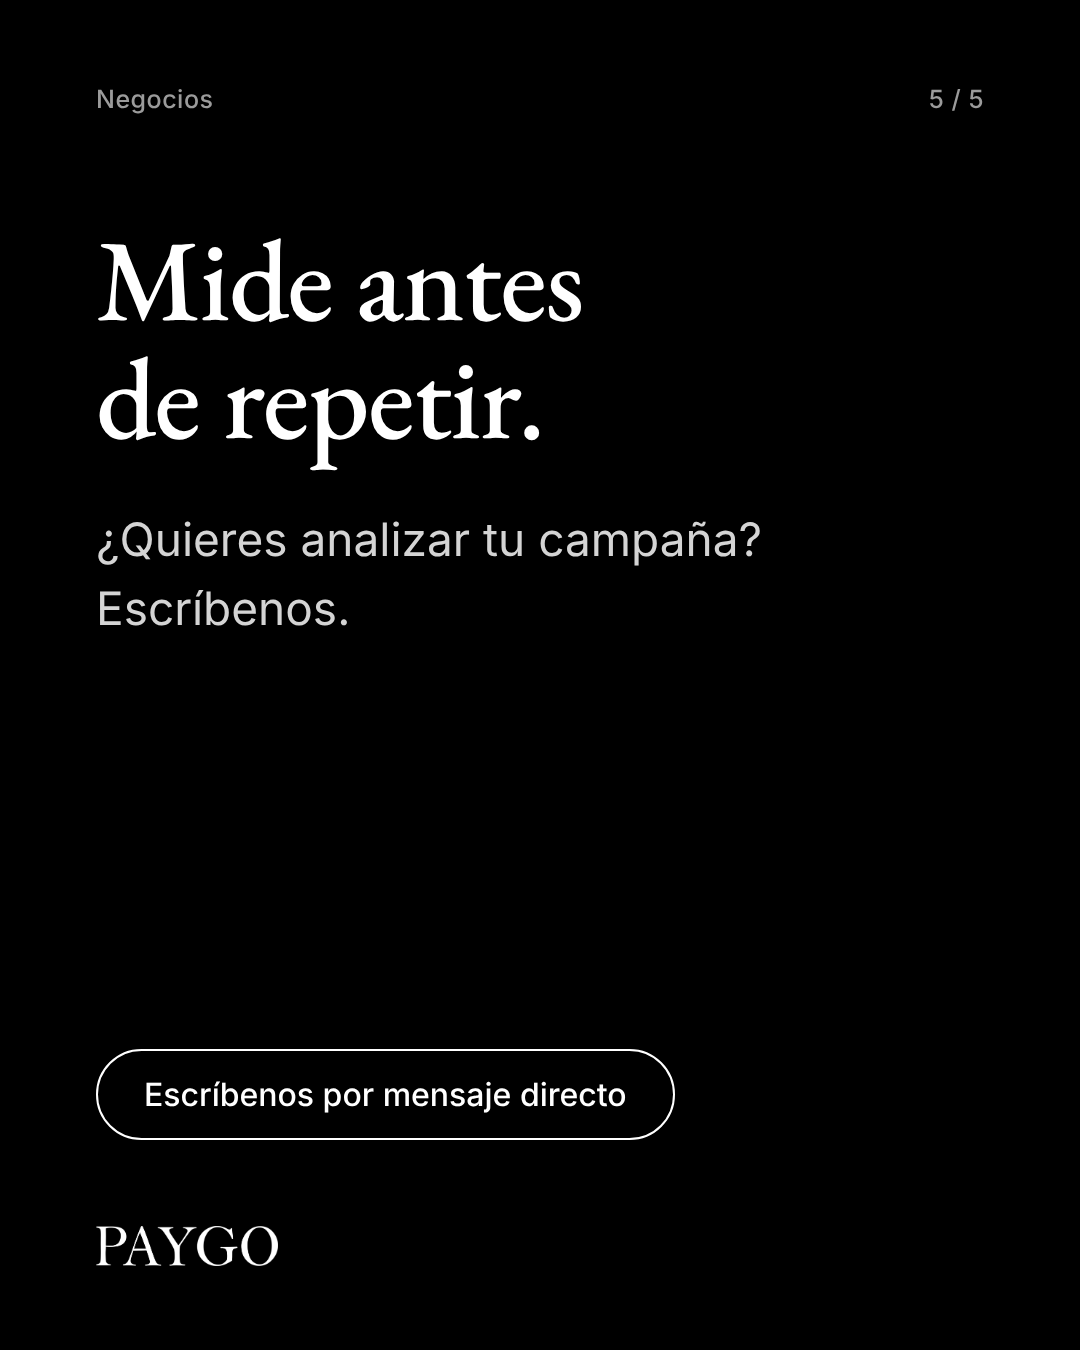 Negocios
5 / 5
Mide antes
de repetir.
¿Quieres analizar tu campaña?
Escríbenos.
Escríbenos por mensaje directo
PAYGO